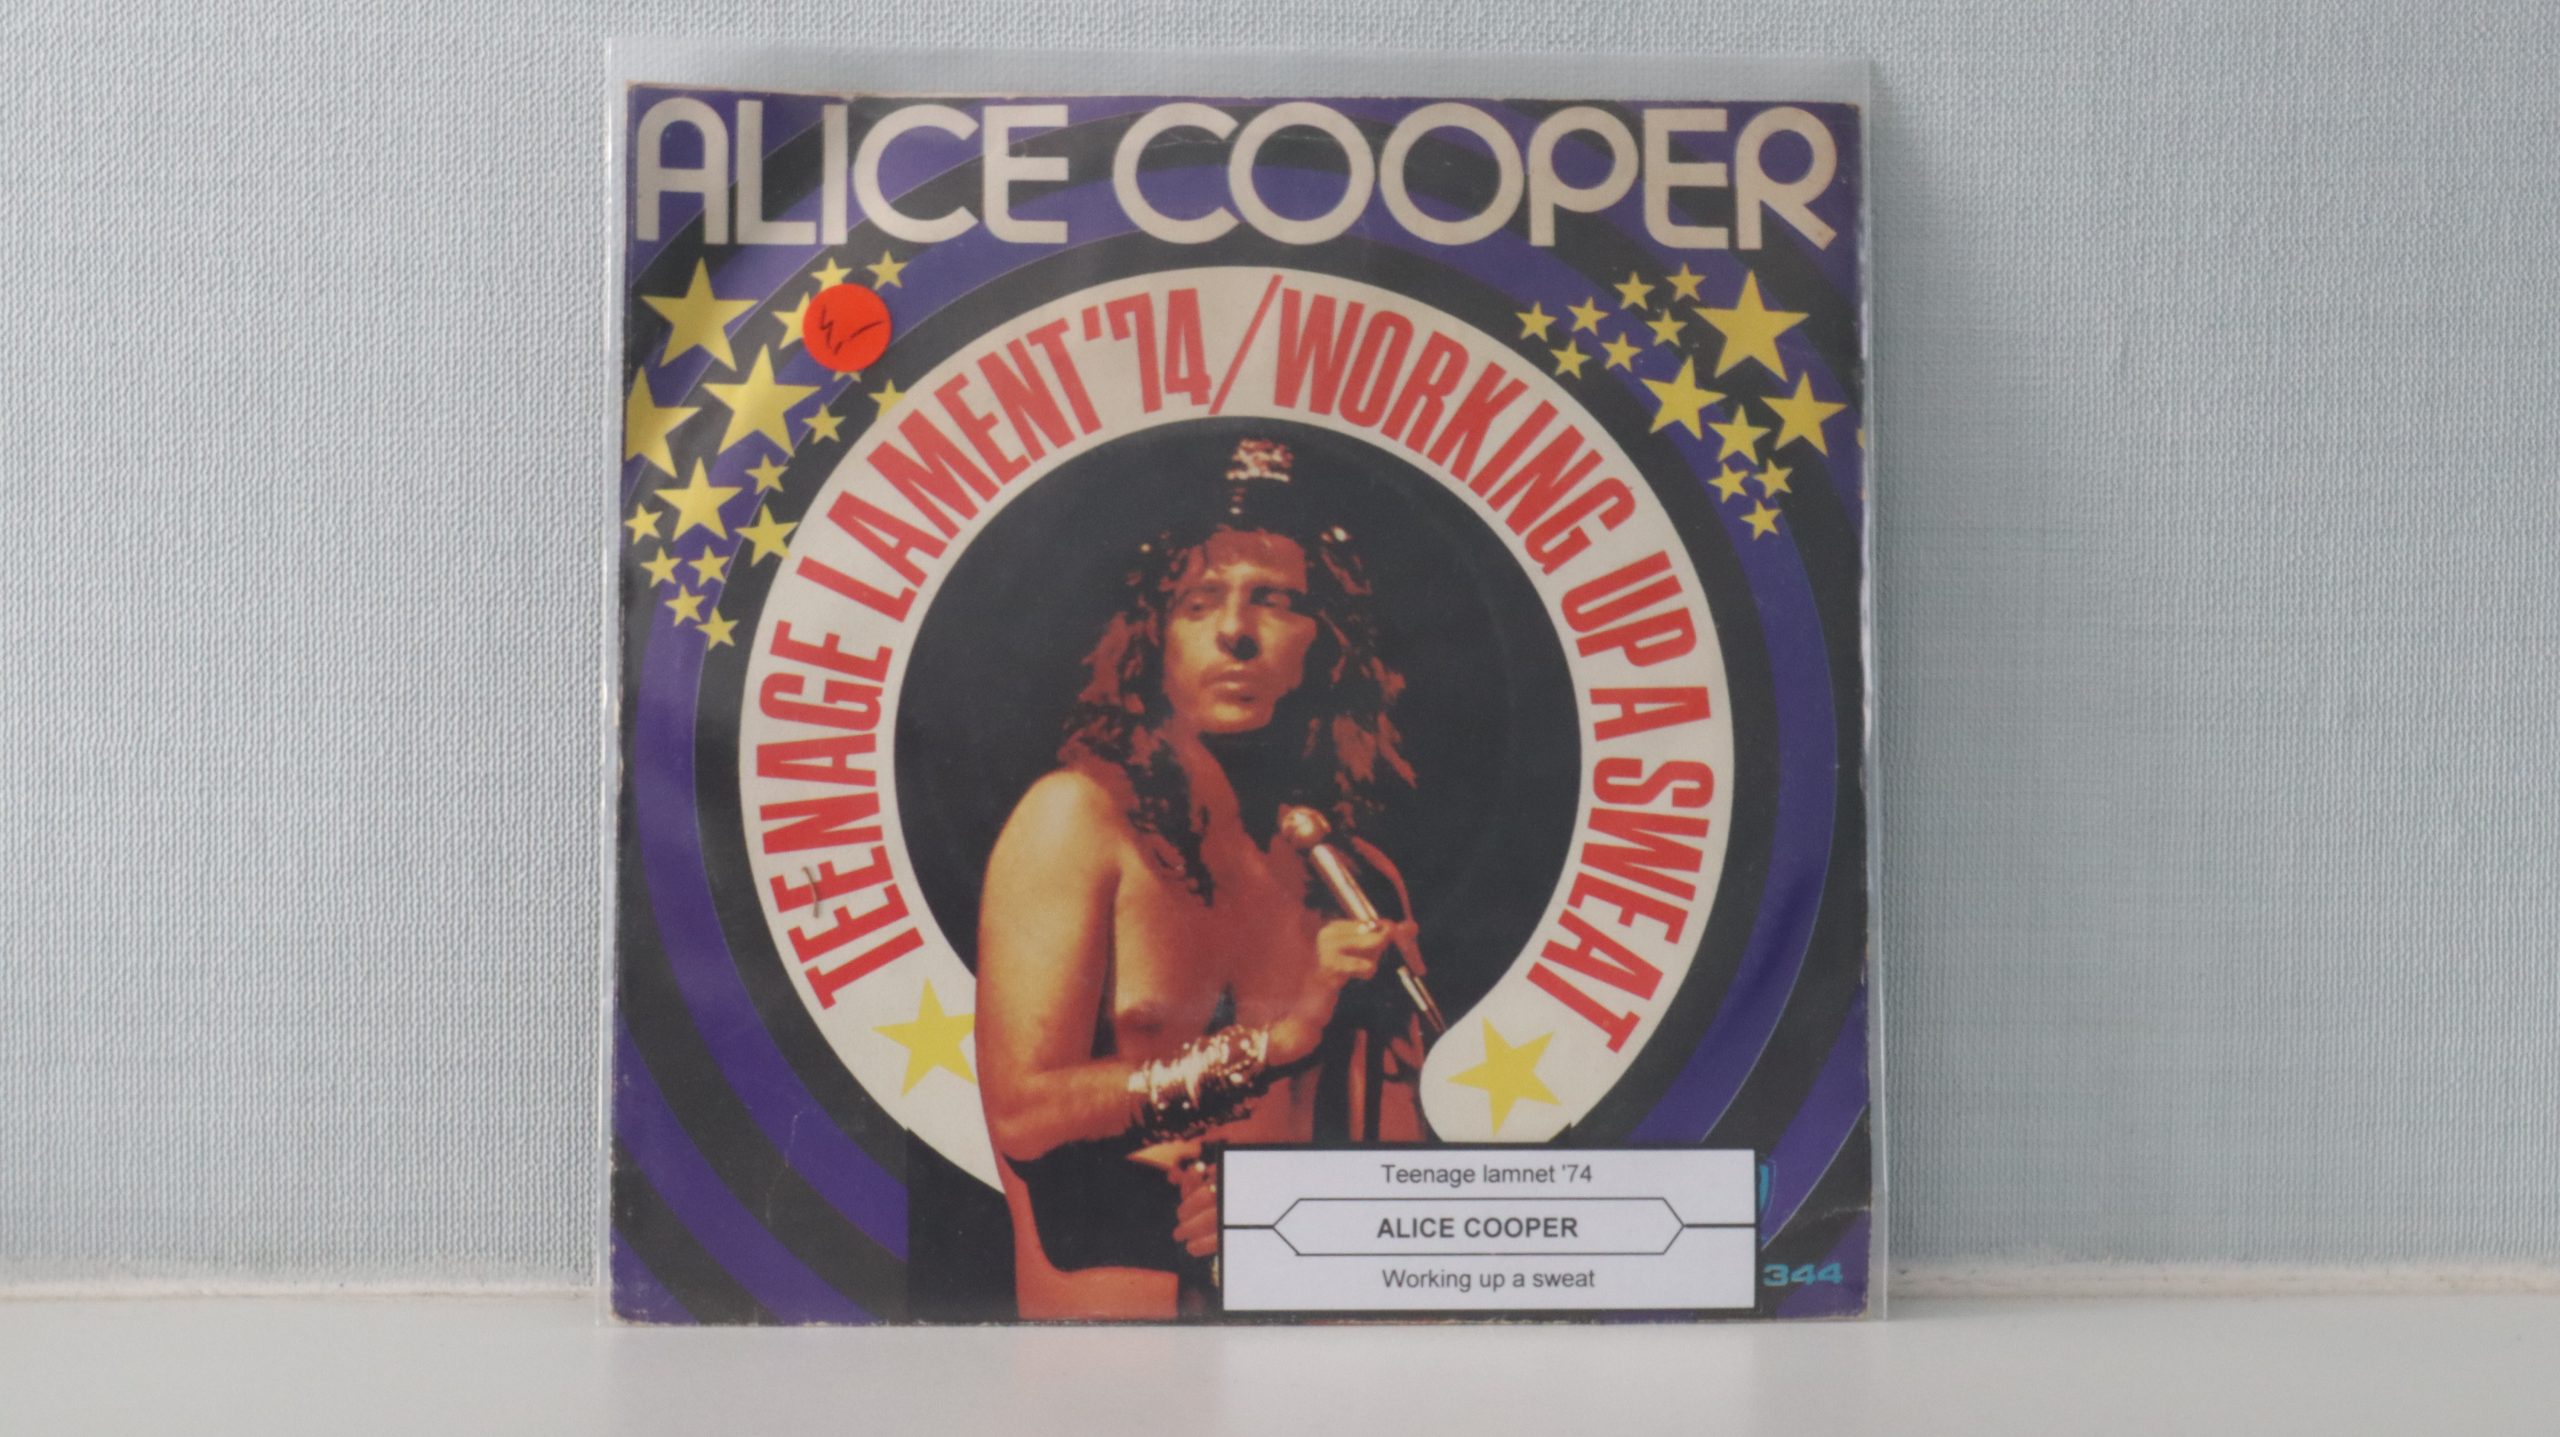 ALICE COOPER
TEENAGE LAMENT '74/WORKING UP A SWEAT
Teenage lamnet '74
ALICE COOPER
Working up a sweat
344